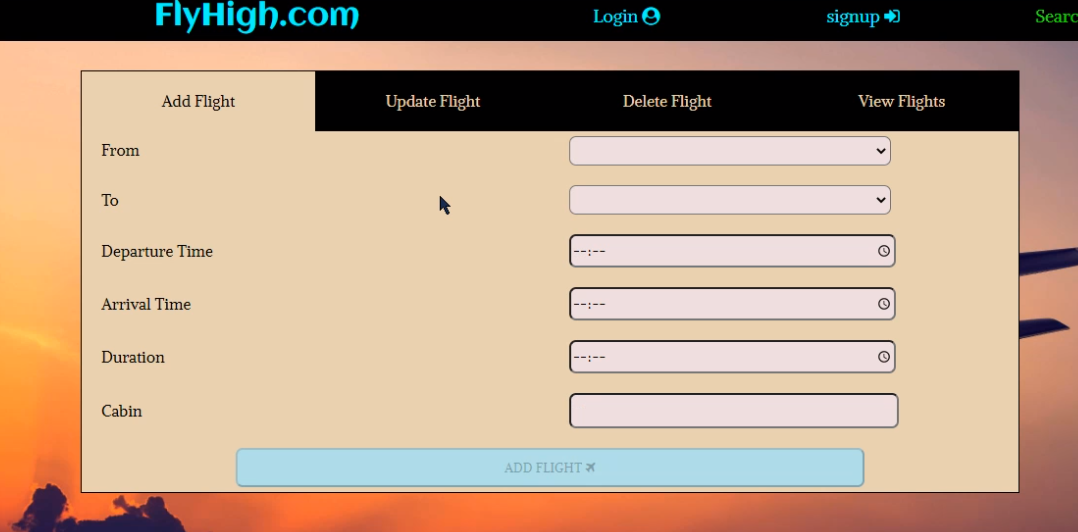 FlyHigh.com
Login
signup
Searc
Add Flight
Update Flight
Delete Flight
View Flights
From
To
Departure Time
--:--
Arrival Time
--:--
Duration
--:--
Cabin
ADD FLIGHT